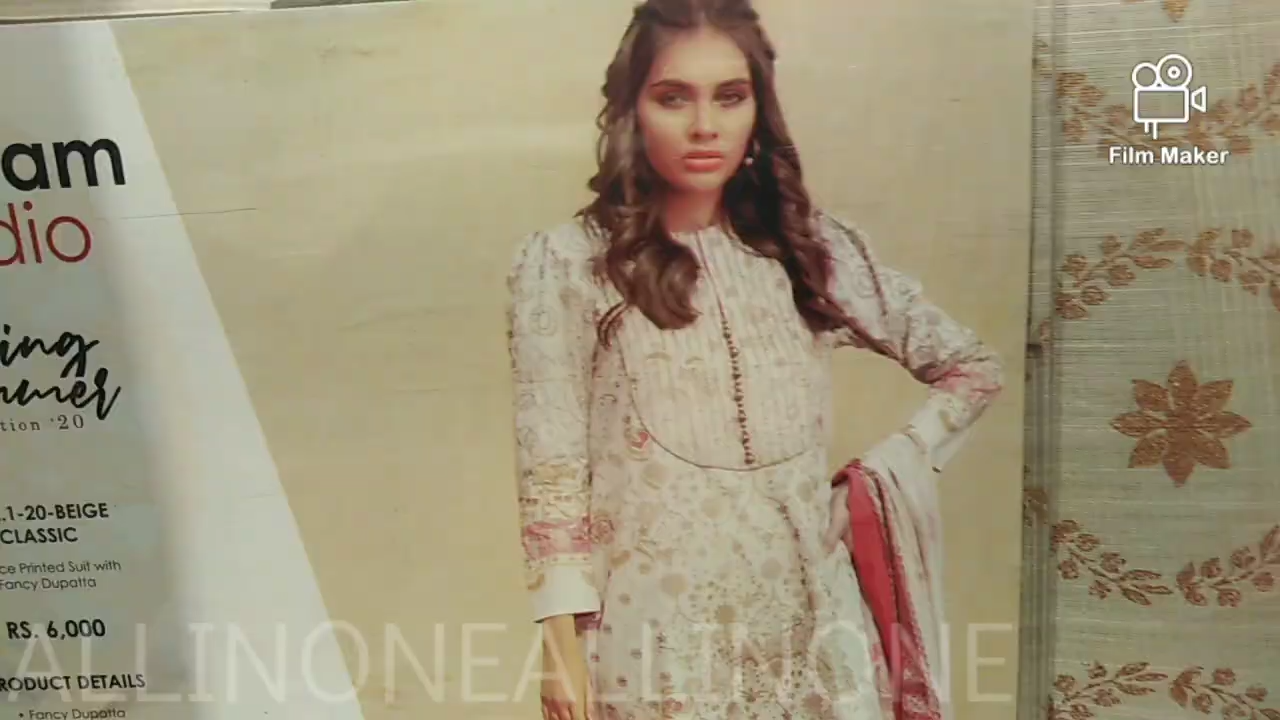 am
dio
ing
mmer
tion '20
.1-20-BEIGE
CLASSIC
ce Printed Suit with
Fancy Dupatta
RS. 6,000
RODUCT DETAILS
• Fancy Dupatta
Film Maker
ALLINONEALLINONE